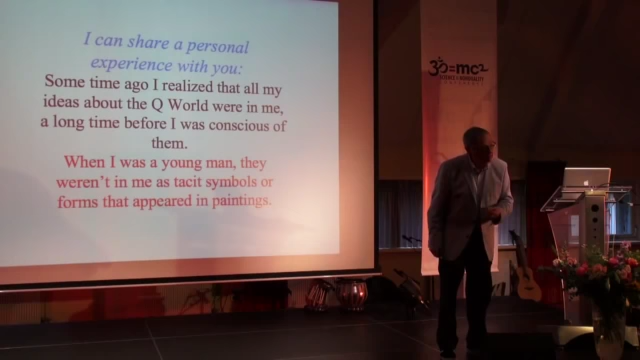 I can share a personal
experience with you:
Some time ago I realized that all my
ideas about the Q World were in me,
a long time before I was conscious of
them.
When I was a young man, they
weren't in me as tacit symbols or
forms that appeared in paintings.
ॐ=mc2